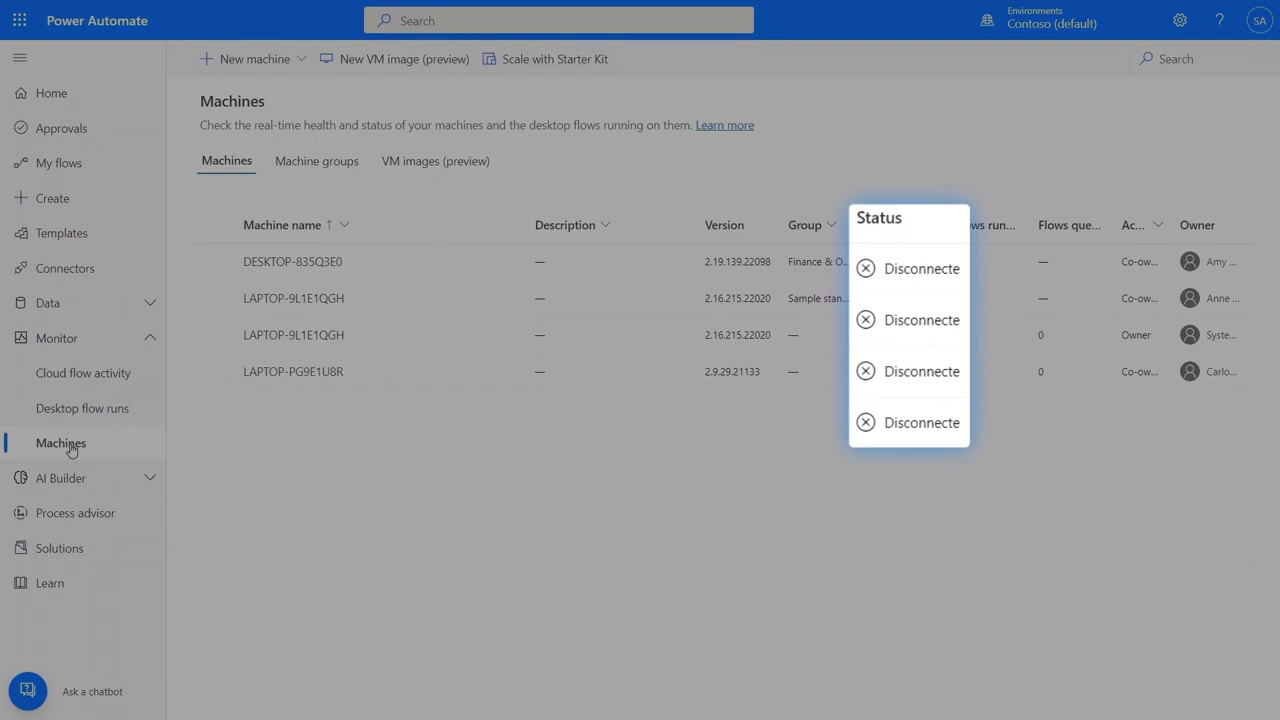 Power Automate
Search
Environments
Contoso (default)
SA
New machine
New VM image (preview)
Scale with Starter Kit
Search
Home
Approvals
My flows
Create
Templates
Connectors
Data
Monitor
Cloud flow activity
Desktop flow runs
Machines
AI Builder
Process advisor
Solutions
Learn
Ask a chatbot
Machines
Check the real-time health and status of your machines and the desktop flows running on them. Learn more
Machines Machine groups VM images (preview)
Machine name ↑ Description Version Group Status ws run... Flows que... Ac... Owner
DESKTOP-835Q3E0 — 2.19.139.22098 Finance & O... Disconnecte — Co-ow... Amy ...
LAPTOP-9L1E1QGH — 2.16.215.22020 Sample stan... Disconnecte — Co-ow... Anne ...
LAPTOP-9L1E1QGH — 2.16.215.22020 — Disconnecte 0 Owner Syste...
LAPTOP-PG9E1U8R — 2.9.29.21133 — Disconnecte 0 Co-ow... Carlo...